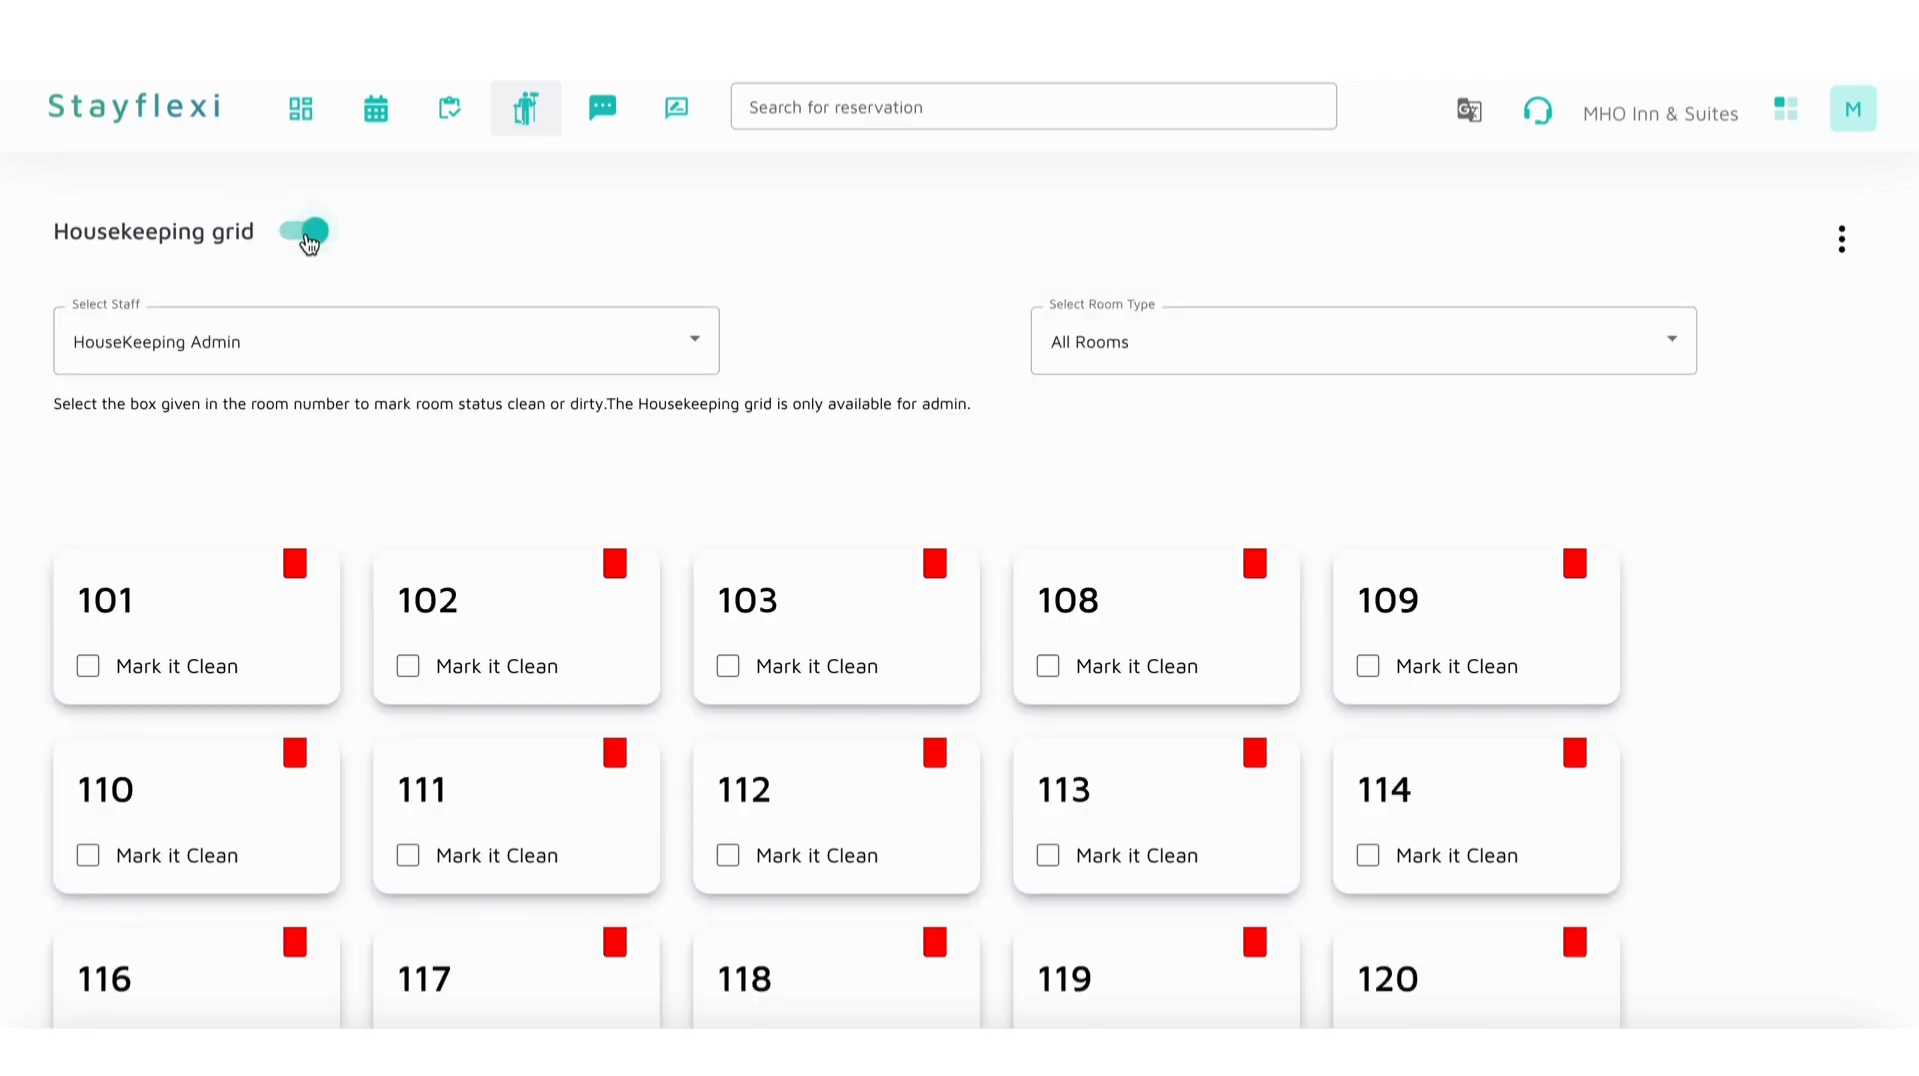 Stayflexi
Search for reservation
MHO Inn & Suites
M
Housekeeping grid
Select Staff
HouseKeeping Admin
Select Room Type
All Rooms
Select the box given in the room number to mark room status clean or dirty.The Housekeeping grid is only available for admin.
101 102 103 108 109
Mark it Clean Mark it Clean Mark it Clean Mark it Clean Mark it Clean
110 111 112 113 114
Mark it Clean Mark it Clean Mark it Clean Mark it Clean Mark it Clean
116 117 118 119 120